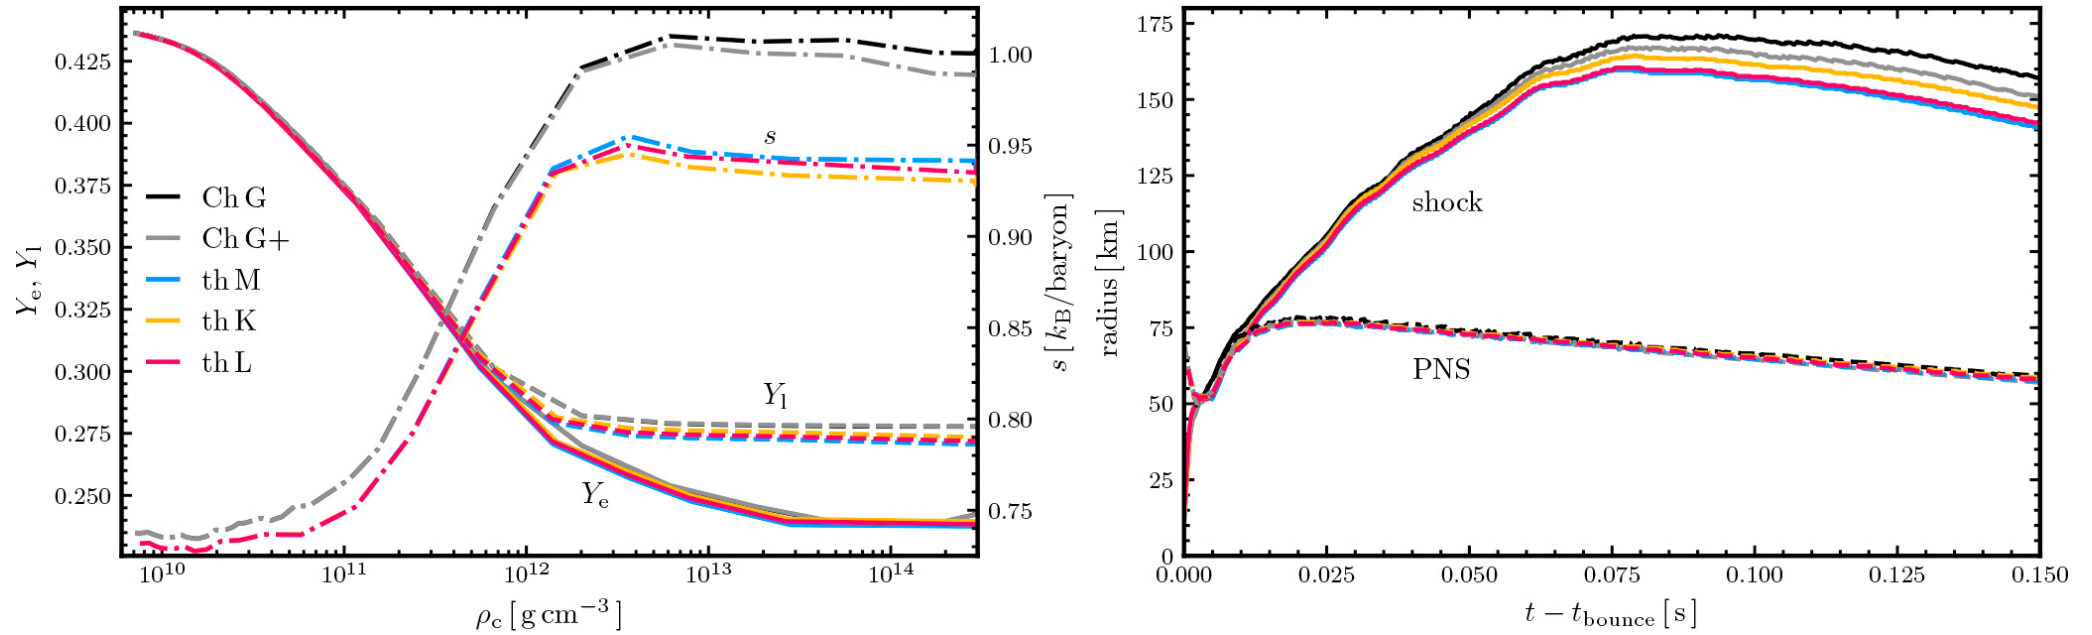 0.425
0.400
0.375
0.350
0.325
0.300
0.275
0.250
Y_e, Y_l
Ch G
Ch G+
th M
th K
th L
s
Y_l
Y_e
1.00
0.95
0.90
0.85
0.80
0.75
s [k_B/baryon]
10^10
10^11
10^12
10^13
10^14
ρ_c [g cm^−3]
175
150
125
100
75
50
25
0
radius [km]
shock
PNS
0.000
0.025
0.050
0.075
0.100
0.125
0.150
t − t_bounce [s]